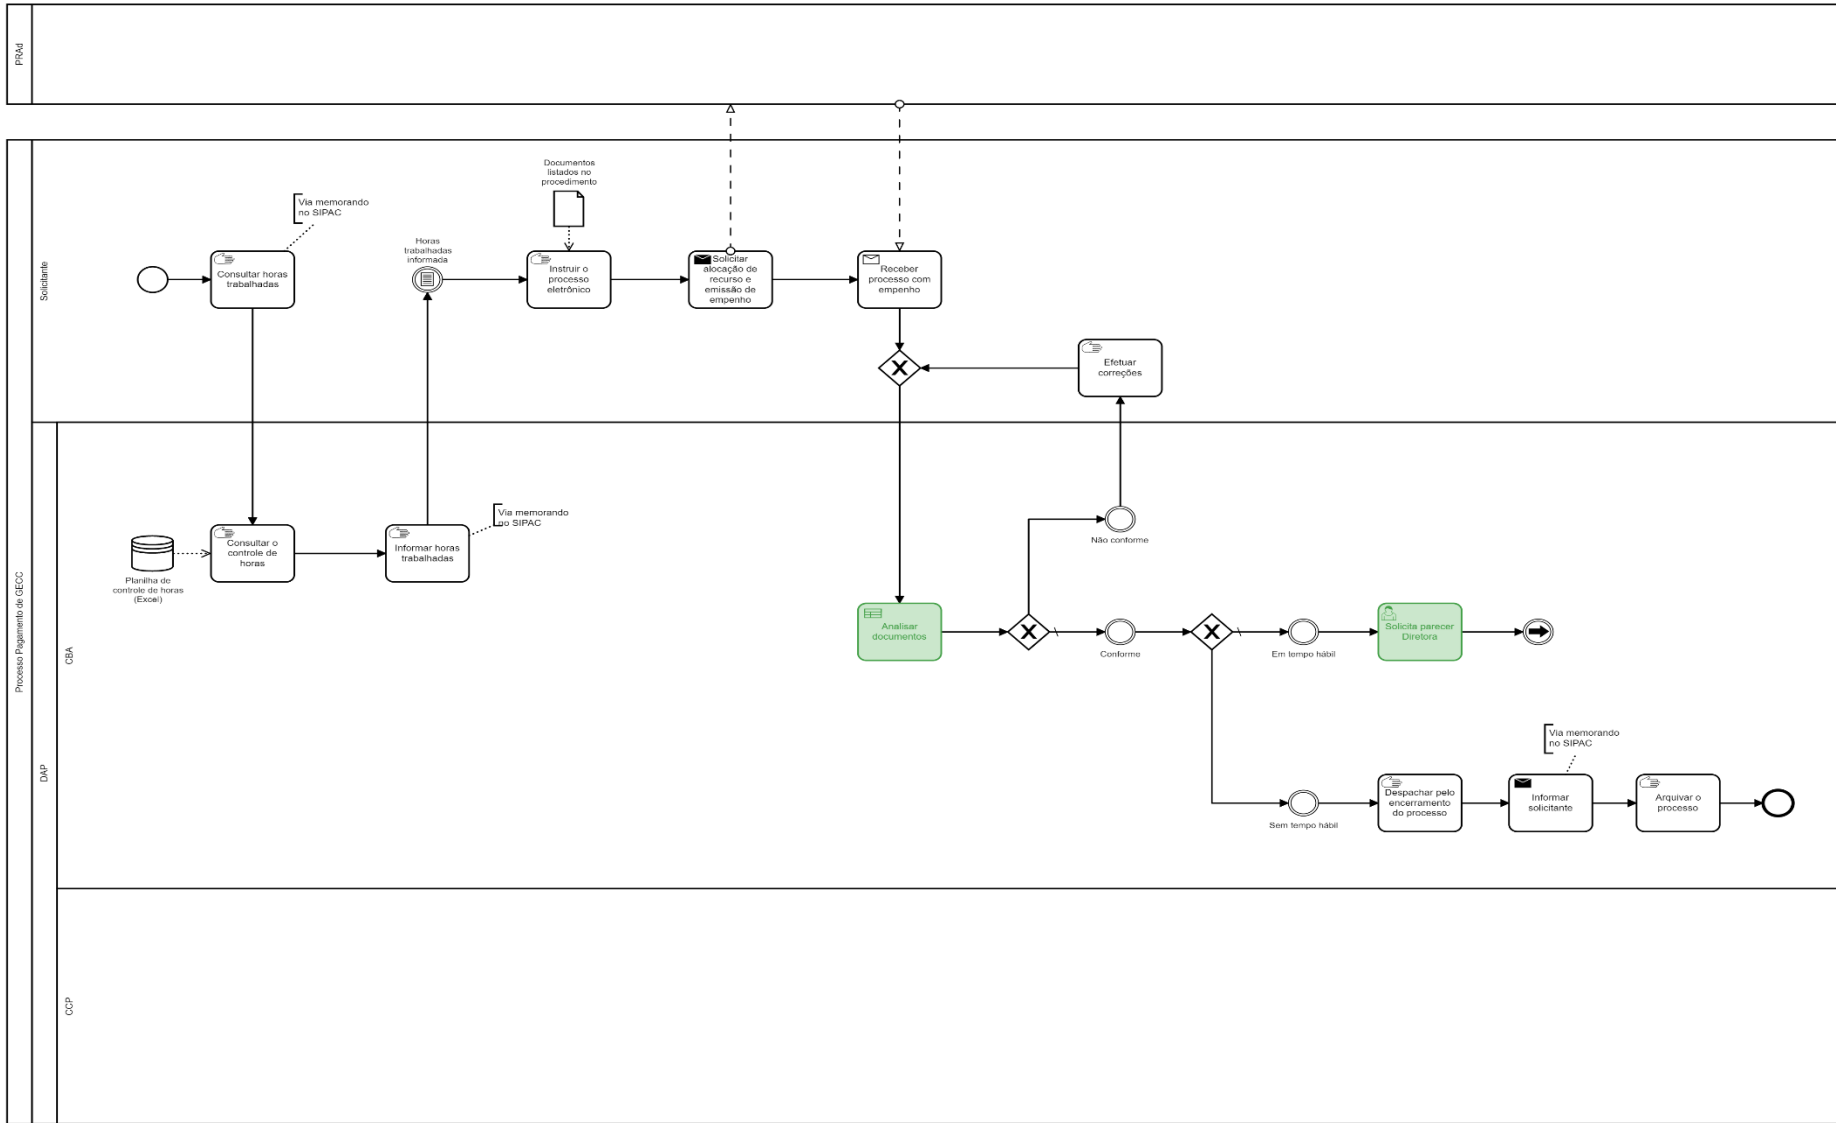 PRAd
Processo Pagamento de GECC
Solicitante
Via memorando
no SIPAC
Consultar horas
trabalhadas
Horas
trabalhadas
informada
Documentos
listados no
procedimento
Instruir o
processo
eletrônico
Solicitar
alocação de
recurso e
emissão de
empenho
Receber
processo com
empenho
Efetuar
correções
DAP
CBA
Planilha de
controle de horas
(Excel)
Consultar o
controle de
horas
Informar horas
trabalhadas
Via memorando
no SIPAC
Analisar
documentos
Não conforme
Conforme
Em tempo hábil
Solicita parecer
Diretora
Sem tempo hábil
Despachar pelo
encerramento
do processo
Via memorando
no SIPAC
Informar
solicitante
Arquivar o
processo
CCP